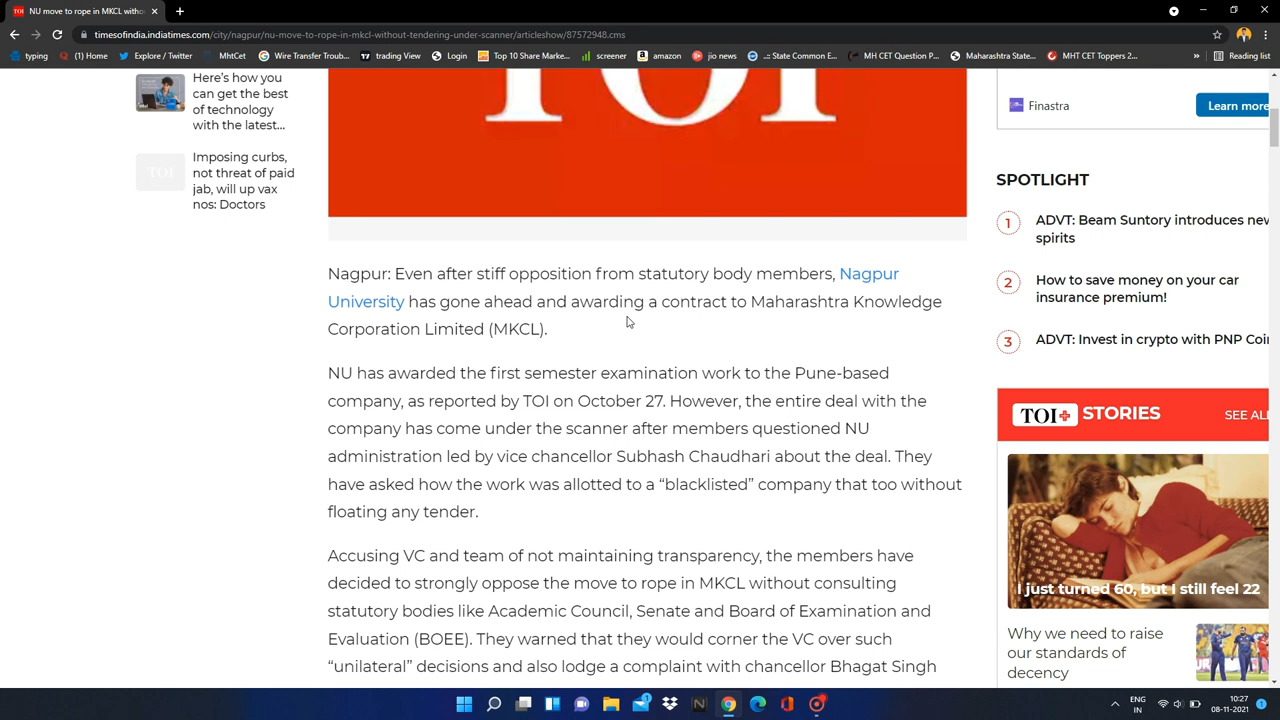 NU move to rope in MKCL witho
timesofindia.indiatimes.com/city/nagpur/nu-move-to-rope-in-mkcl-without-tendering-under-scanner/articleshow/87572948.cms
typing
(1) Home
Explore / Twitter
MhtCet
Wire Transfer Troub...
trading View
Login
Top 10 Share Marke...
screener
amazon
jio news
..:: State Common E...
MH CET Question P...
Maharashtra State...
MHT CET Toppers 2...
»
Reading list
Here's how you
can get the best
of technology
with the latest...
Imposing curbs,
not threat of paid
jab, will up vax
nos: Doctors
TOI
TOI
Nagpur: Even after stiff opposition from statutory body members, Nagpur
University has gone ahead and awarding a contract to Maharashtra Knowledge
Corporation Limited (MKCL).
NU has awarded the first semester examination work to the Pune-based
company, as reported by TOI on October 27. However, the entire deal with the
company has come under the scanner after members questioned NU
administration led by vice chancellor Subhash Chaudhari about the deal. They
have asked how the work was allotted to a “blacklisted” company that too without
floating any tender.
Accusing VC and team of not maintaining transparency, the members have
decided to strongly oppose the move to rope in MKCL without consulting
statutory bodies like Academic Council, Senate and Board of Examination and
Evaluation (BOEE). They warned that they would corner the VC over such
“unilateral” decisions and also lodge a complaint with chancellor Bhagat Singh
Finastra
Learn more
SPOTLIGHT
1
ADVT: Beam Suntory introduces new
spirits
2
How to save money on your car
insurance premium!
3
ADVT: Invest in crypto with PNP Coi
TOI+ STORIES
SEE ALL
I just turned 60, but I still feel 22
Why we need to raise
our standards of
decency
ENG
IN
10:27
08-11-2021